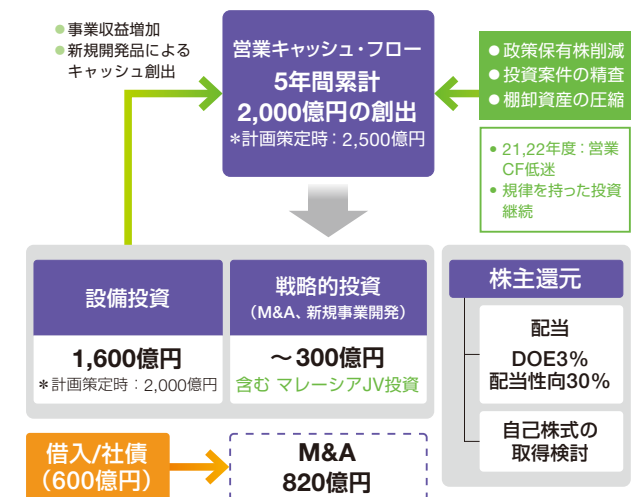 ●事業収益増加
●新規開発品による
キャッシュ創出
営業キャッシュ・フロー
5年間累計
2,000億円の創出
＊計画策定時：2,500億円
●政策保有株削減
●投資案件の精査
●棚卸資産の圧縮
• 21,22年度：営業
CF低迷
• 規律を持った投資
継続
設備投資
1,600億円
＊計画策定時：2,000億円
戦略的投資
（M&A、新規事業開発）
～300億円
含む マレーシアJV投資
株主還元
配当
DOE3%
配当性向30%
自己株式の
取得検討
借入/社債
（600億円）
M&A
820億円